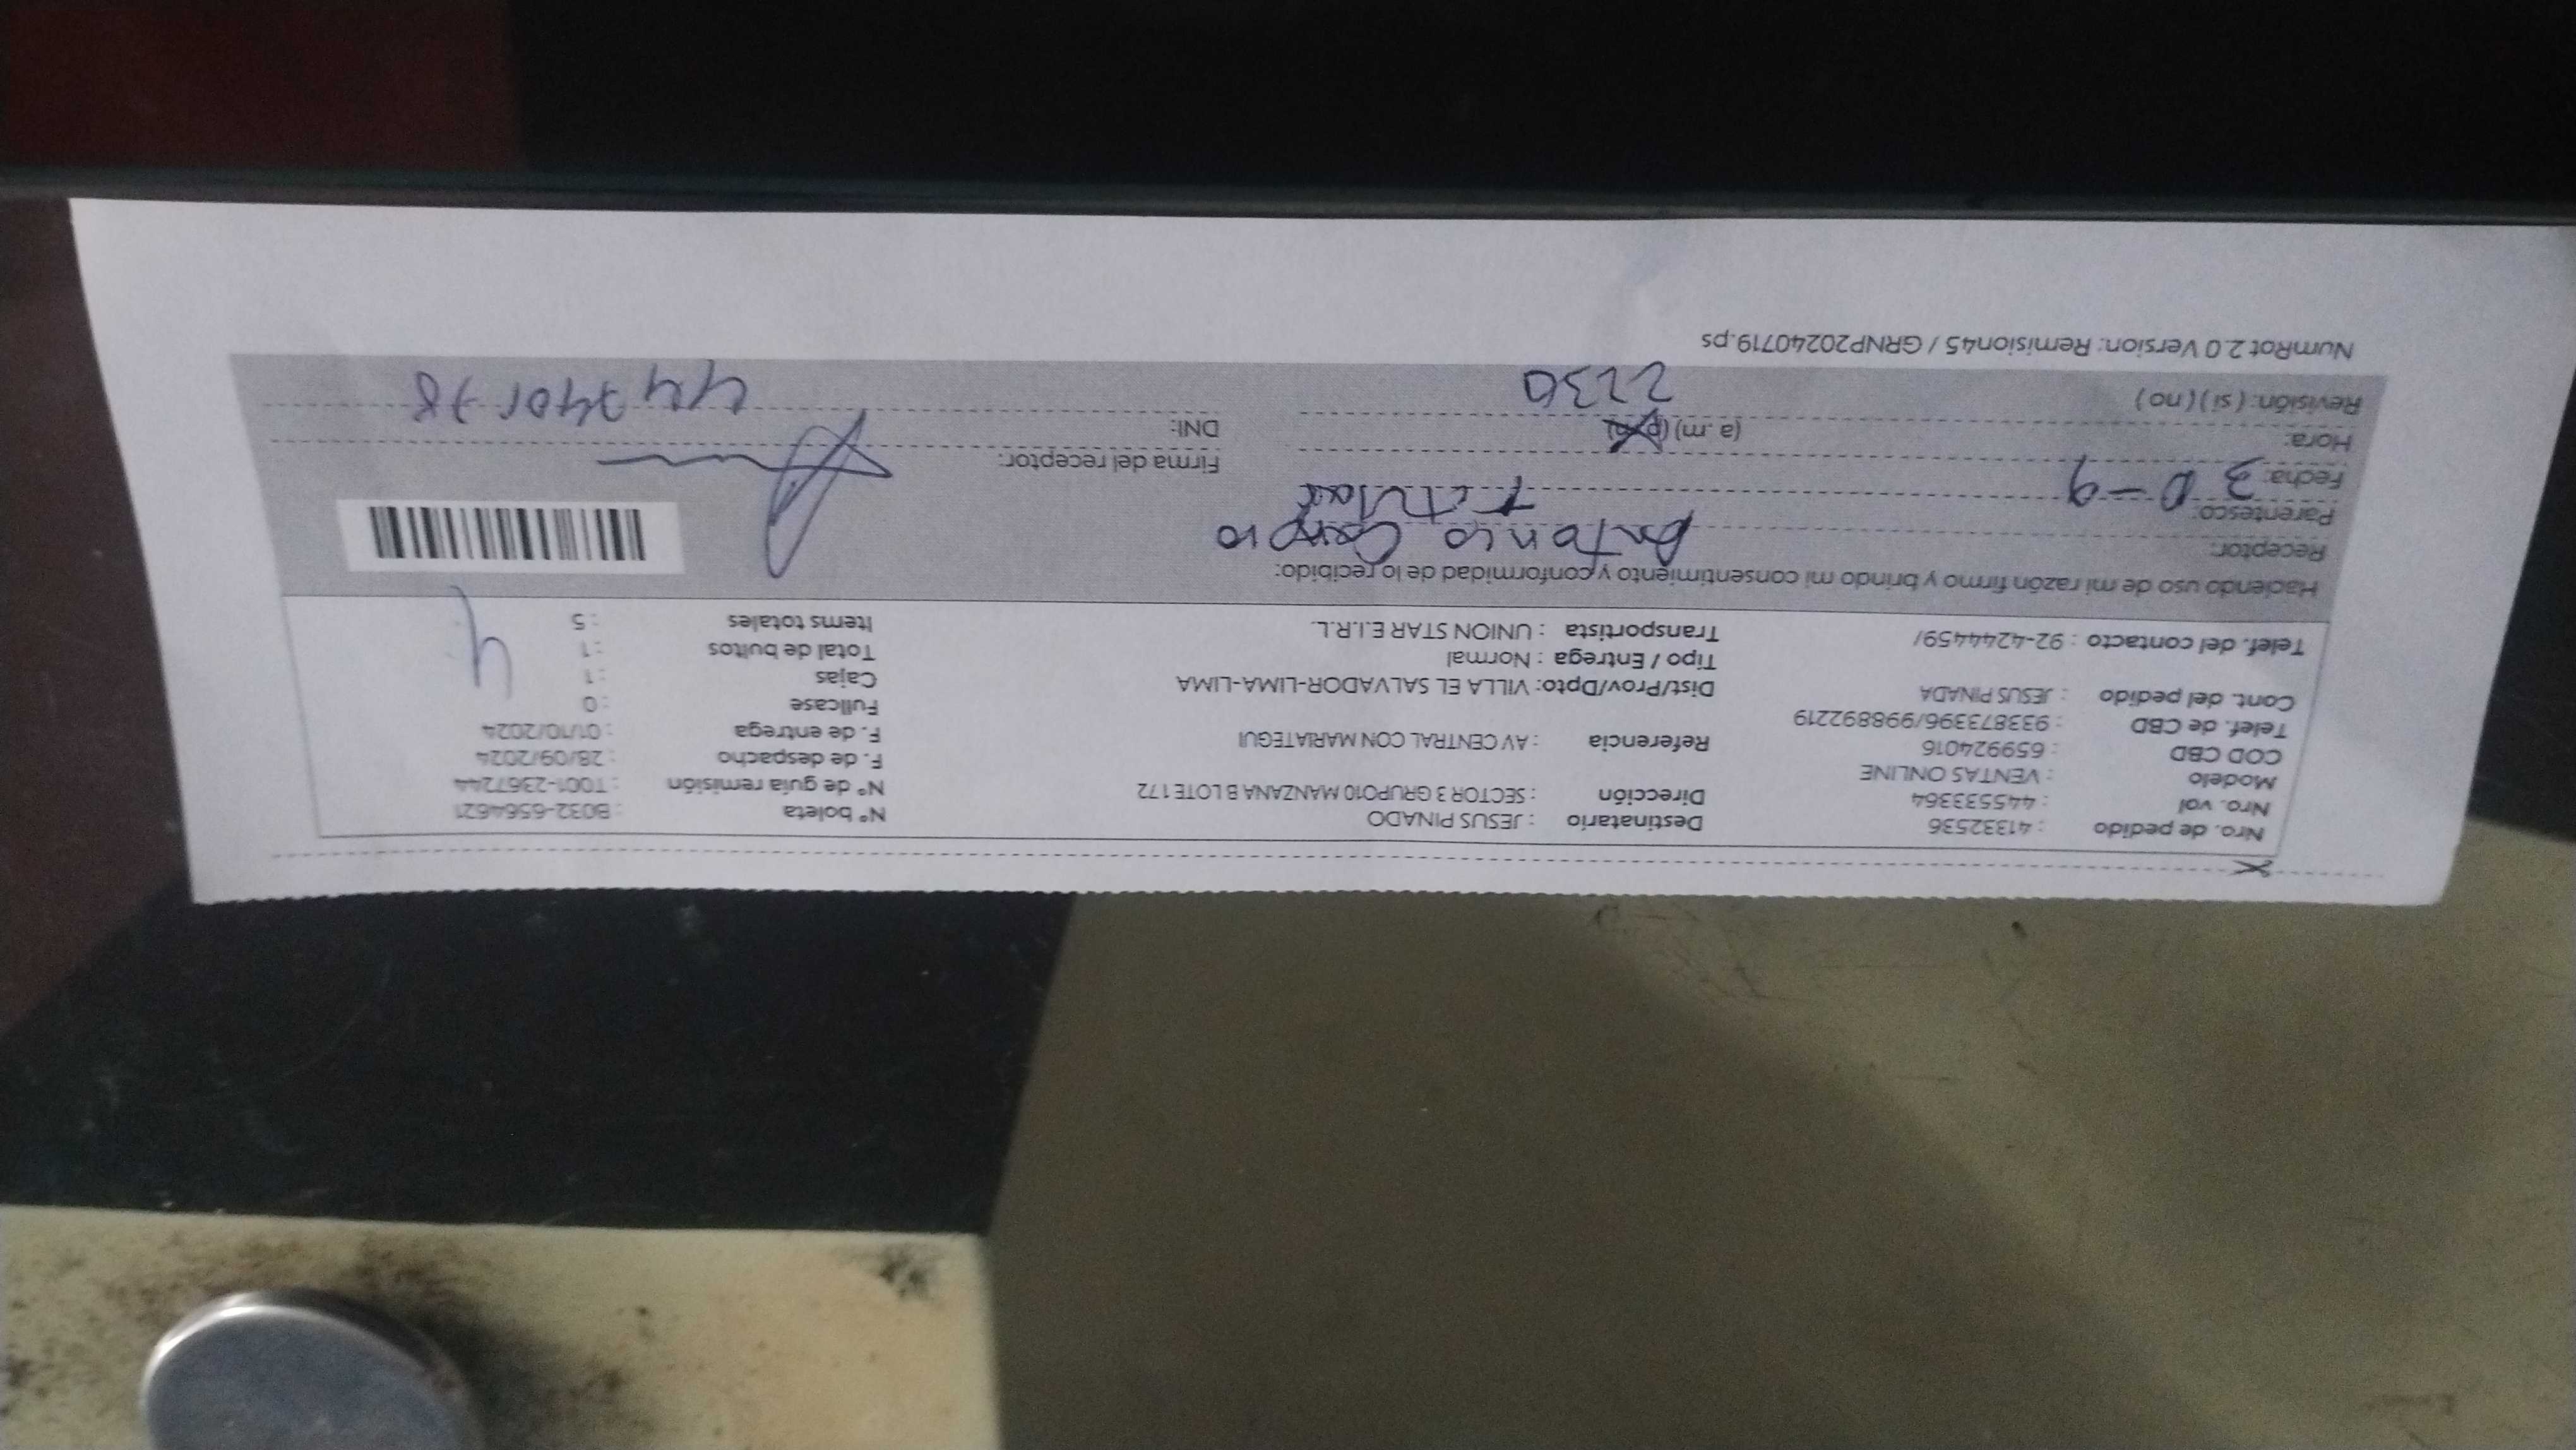 Nro. de pedido : 41332536
Nro. vol : 445533364
Modelo : VENTAS ONLINE
COD CBD : 659924016
Telef. de CBD : 933873396/998892219
Cont. del pedido : JESUS PINADA
Telef. del contacto : 92-4244459/
Destinatario : JESUS PINADO
Dirección : SECTOR 3 GRUPO10 MANZANA B LOTE 172
Referencia : AV CENTRAL CON MARIATEGUI
Dist/Prov/Dpto: VILLA EL SALVADOR-LIMA-LIMA
Tipo / Entrega : Normal
Transportista : UNION STAR E.I.R.L.
N° boleta : B032-6564621
N° de guía remisión : T001-2367244
F. de despacho : 28/09/2024
F. de entrega : 01/10/2024
Fullcase : 0
Cajas : 1
Total de bultos : 1
Items totales : 5
Haciendo uso de mi razón firmo y brindo mi consentimiento y conformidad de lo recibido:
Receptor: Antonio
Parentesco: Titular
Fecha:
Hora: (a.m) (p.m)
Revisión: ( si ) ( no ) 2230
Firma del receptor:
DNI:
NumRot 2.0 Version: Remision45 / GRNP20240719.ps